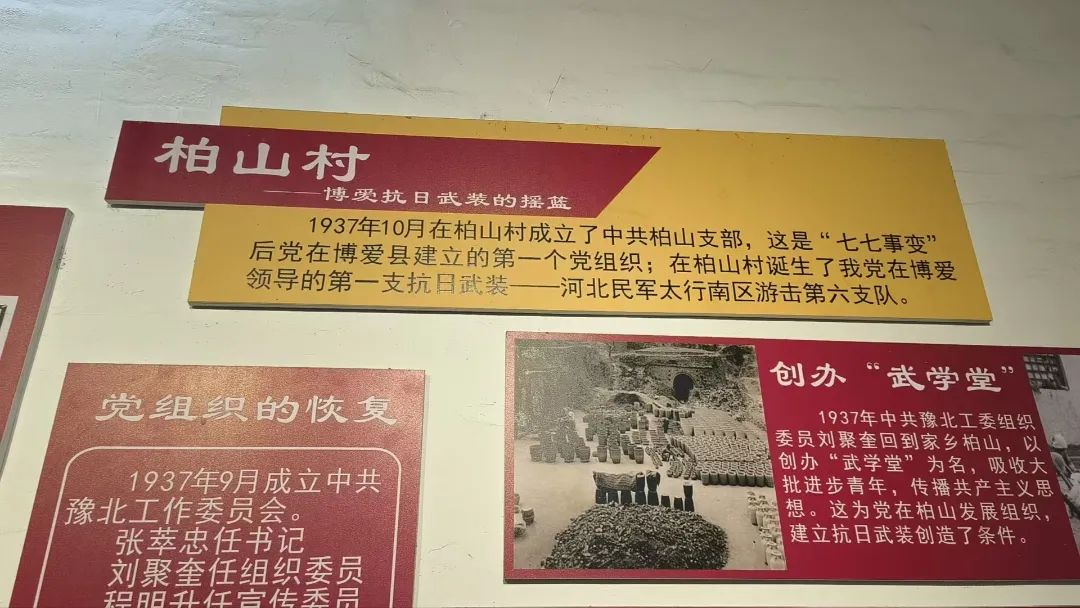 柏山村
——博爱抗日武装的摇篮
1937年10月在柏山村成立了中共柏山支部，这是“七七事变”
后党在博爱县建立的第一个党组织；在柏山村诞生了我党在博爱
领导的第一支抗日武装——河北民军太行南区游击第六支队。
党组织的恢复
1937年9月成立中共
豫北工作委员会。
张萃忠任书记
刘聚奎任组织委员
程明升任宣传委员
创办“武学堂”
1937年中共豫北工委组织
委员刘聚奎回到家乡柏山，以
创办“武学堂”为名，吸收大
批进步青年，传播共产主义思
想。这为党在柏山发展组织，
建立抗日武装创造了条件。